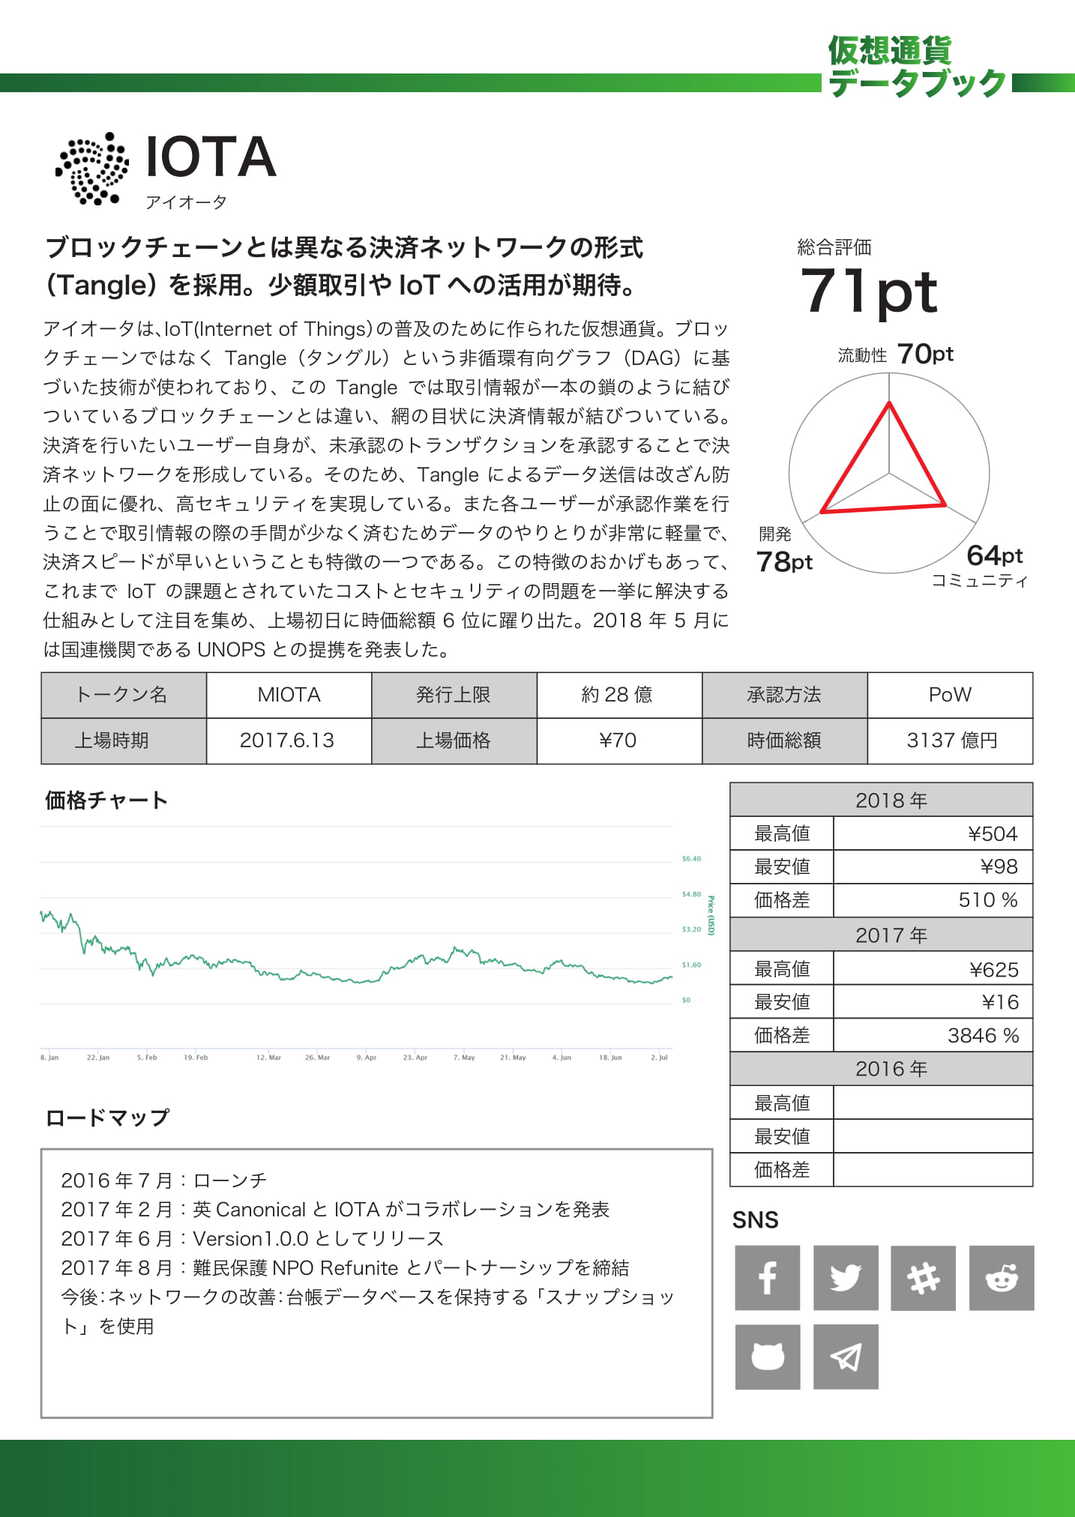 仮想通貨
データブック
IOTA
アイオータ
ブロックチェーンとは異なる決済ネットワークの形式
（Tangle）を採用。少額取引や IoT への活用が期待。
アイオータは、IoT(Internet of Things)の普及のために作られた仮想通貨。ブロッ
クチェーンではなく Tangle（タングル）という非循環有向グラフ（DAG）に基
づいた技術が使われており、この Tangle では取引情報が一本の鎖のように結び
ついているブロックチェーンとは違い、網の目状に決済情報が結びついている。
決済を行いたいユーザー自身が、未承認のトランザクションを承認することで決
済ネットワークを形成している。そのため、Tangle によるデータ送信は改ざん防
止の面に優れ、高セキュリティを実現している。また各ユーザーが承認作業を行
うことで取引情報の際の手間が少なく済むためデータのやりとりが非常に軽量で、
決済スピードが早いということも特徴の一つである。この特徴のおかげもあって、
これまで IoT の課題とされていたコストとセキュリティの問題を一挙に解決する
仕組みとして注目を集め、上場初日に時価総額 6 位に躍り出た。2018 年 5 月に
は国連機関である UNOPS との提携を発表した。
総合評価
71pt
流動性 70pt
開発
78pt
64pt
コミュニティ
トークン名 MIOTA 発行上限 約 28 億 承認方法 PoW
上場時期 2017.6.13 上場価格 ¥70 時価総額 3137 億円
価格チャート
$6.40
$4.80
$3.20
$1.60
$0
Price (USD)
8. Jan 22. Jan 5. Feb 19. Feb 12. Mar 26. Mar 9. Apr 23. Apr 7. May 21. May 4. Jun 18. Jun 2. Jul
2018 年
最高値 ¥504
最安値 ¥98
価格差 510 %
2017 年
最高値 ¥625
最安値 ¥16
価格差 3846 %
2016 年
最高値
最安値
価格差
ロードマップ
2016 年 7 月：ローンチ
2017 年 2 月：英 Canonical と IOTA がコラボレーションを発表
2017 年 6 月：Version1.0.0 としてリリース
2017 年 8 月：難民保護 NPO Refunite とパートナーシップを締結
今後：ネットワークの改善：台帳データベースを保持する「スナップショッ
ト」を使用
SNS